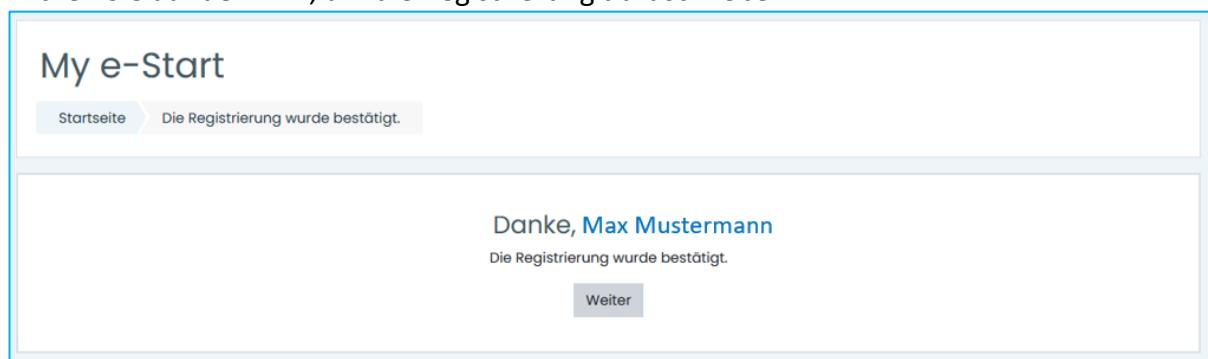 My e-Start
Startseite Die Registrierung wurde bestätigt.
Danke, Max Mustermann
Die Registrierung wurde bestätigt.
Weiter